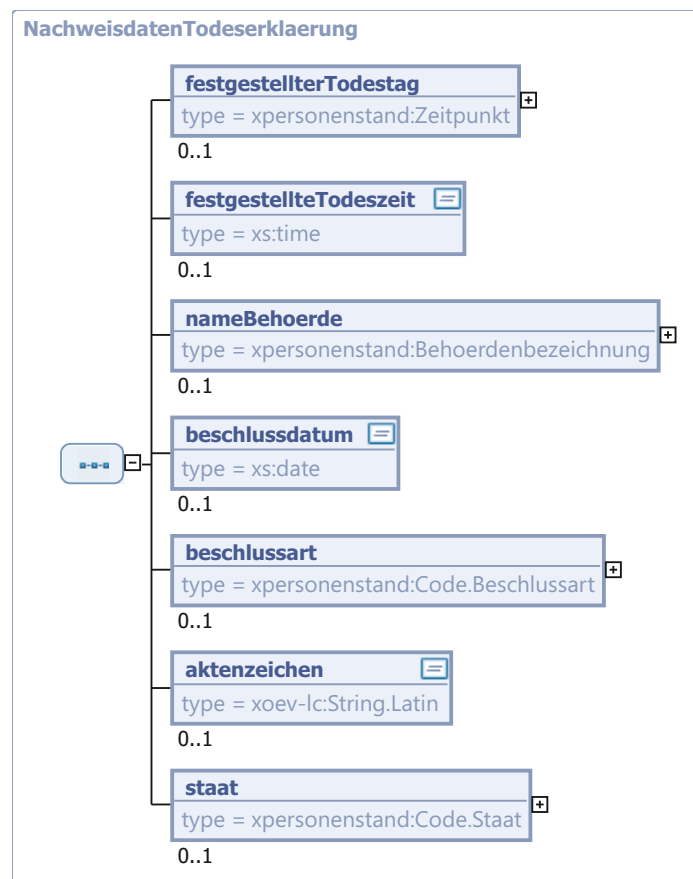 NachweisdatenTodeserklaerung
festgestellterTodestag
type = xpersonenstand:Zeitpunkt
0..1
festgestellteTodeszeit
type = xs:time
0..1
nameBehoerde
type = xpersonenstand:Behoerdenbezeichnung
0..1
beschlussdatum
type = xs:date
0..1
beschlussart
type = xpersonenstand:Code.Beschlussart
0..1
aktenzeichen
type = xoev-lc:String.Latin
0..1
staat
type = xpersonenstand:Code.Staat
0..1